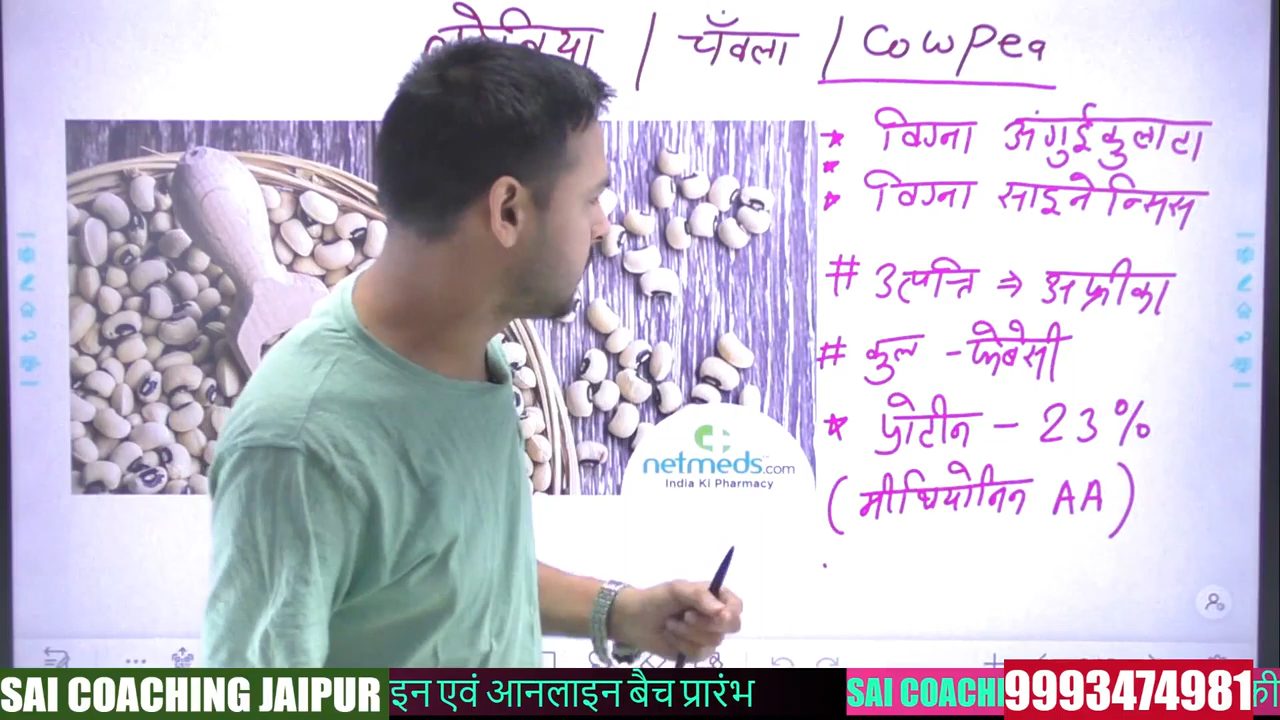 / चँवला / Cowpea
* विग्ना अंगुईकुलाटा
* विग्ना साइनेन्सिस
# उत्पत्ति ⇒ अफ्रीका
# कुल - फेबेसी
* प्रोटीन - 23%
(मीथियोनिन AA)
netmeds.com
India Ki Pharmacy
SAI COACHING JAIPUR
इन एवं आनलाइन बैच प्रारंभ
SAI COACHI
9993474981
की